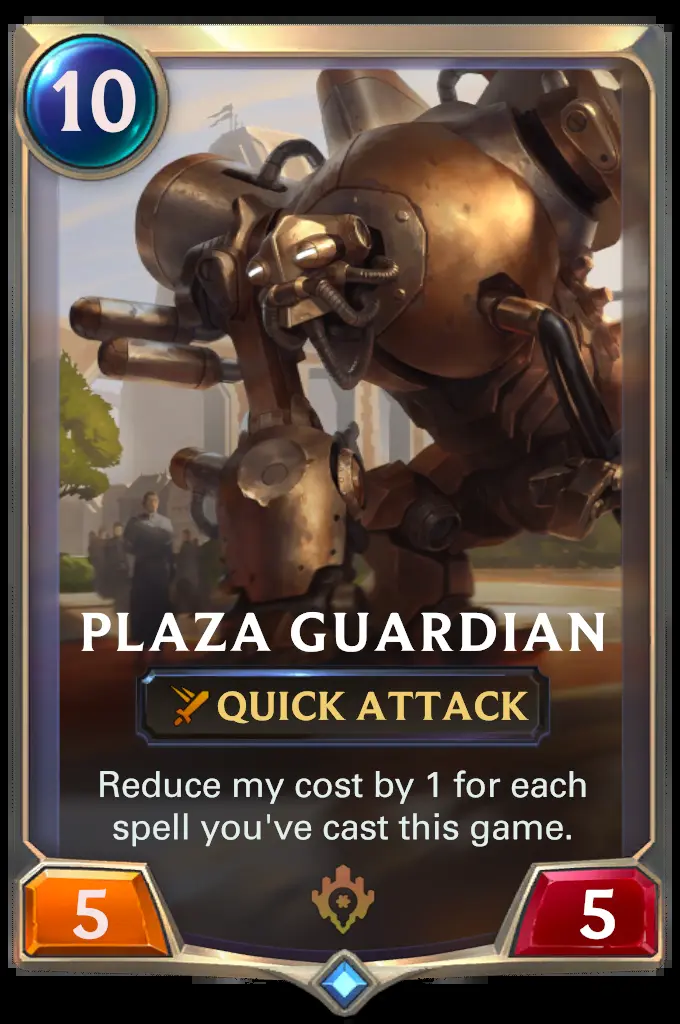 10
PLAZA GUARDIAN
QUICK ATTACK
Reduce my cost by 1 for each
spell you've cast this game.
5
5